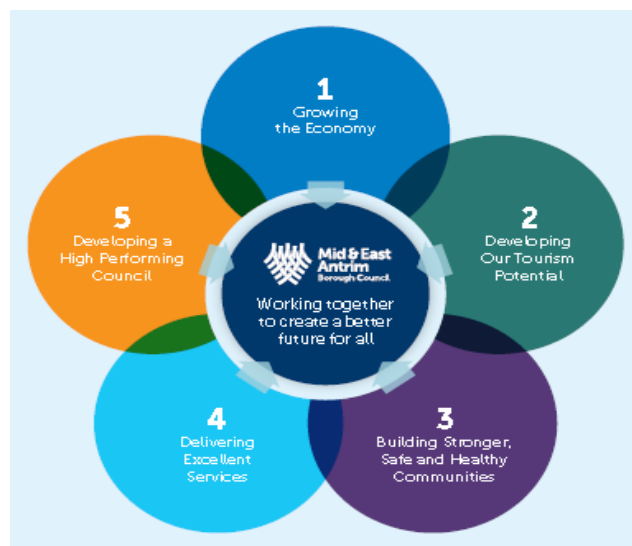 1
Growing
the Economy
2
Developing
Our Tourism
Potential
3
Building Stronger,
Safe and Healthy
Communities
4
Delivering
Excellent
Services
5
Developing a
High Performing
Council
Mid & East
Antrim
Borough Council
Working together
to create a better
future for all